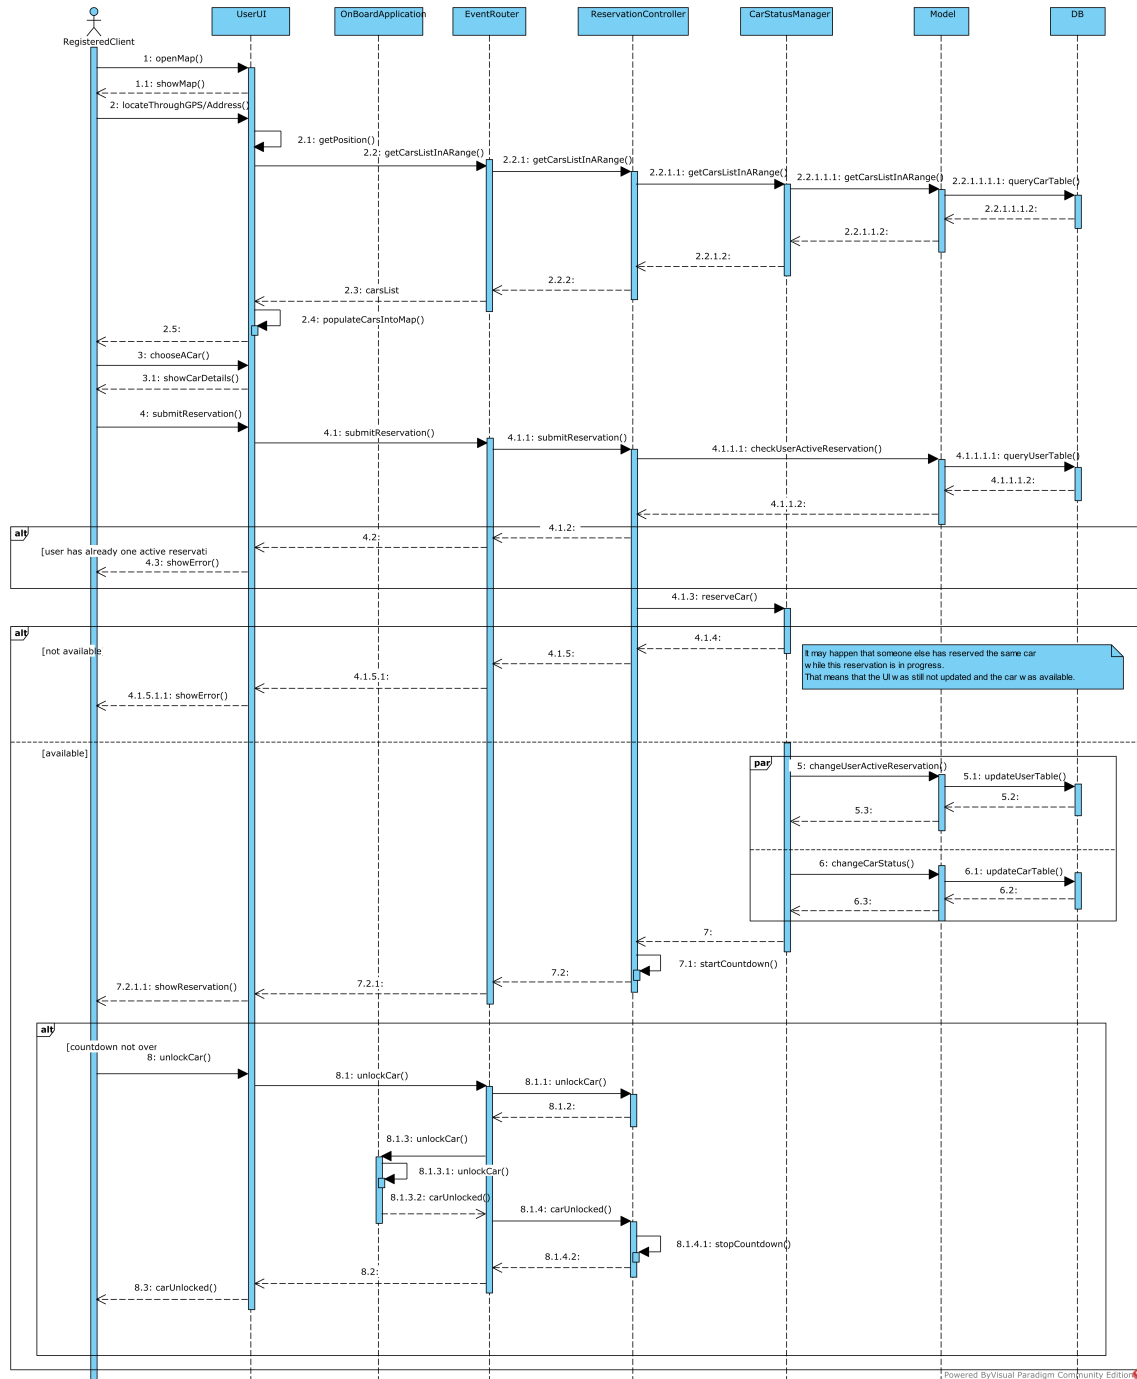 UserUI
OnBoardApplication
EventRouter
ReservationController
CarStatusManager
Model
DB
RegisteredClient
1: openMap()
1.1: showMap()
2: locateThroughGPS/Address()
2.1: getPosition()
2.2: getCarsListInARange()
2.2.1: getCarsListInARange()
2.2.1.1: getCarsListInARange()
2.2.1.1.1: getCarsListInARange()
2.2.1.1.1.1: queryCarTable()
2.2.1.1.1.2:
2.2.1.1.2:
2.2.1.2:
2.2.2:
2.3: carsList
2.4: populateCarsIntoMap()
2.5:
3: chooseACar()
3.1: showCarDetails()
4: submitReservation()
4.1: submitReservation()
4.1.1: submitReservation()
4.1.1.1: checkUserActiveReservation()
4.1.1.1.1: queryUserTable()
4.1.1.1.2:
4.1.1.2:
alt
4.1.2:
4.2:
[user has already one active reservati
4.3: showError()
4.1.3: reserveCar()
alt
[not available
4.1.4:
4.1.5:
It may happen that someone else has reserved the same car
while this reservation is in progress.
That means that the UI was still not updated and the car was available.
4.1.5.1:
4.1.5.1.1: showError()
[available]
par
5: changeUserActiveReservation()
5.1: updateUserTable()
5.2:
5.3:
6: changeCarStatus()
6.1: updateCarTable()
6.2:
6.3:
7:
7.1: startCountdown()
7.2:
7.2.1:
7.2.1.1: showReservation()
alt
[countdown not over
8: unlockCar()
8.1: unlockCar()
8.1.1: unlockCar()
8.1.2:
8.1.3: unlockCar()
8.1.3.1: unlockCar()
8.1.3.2: carUnlocked()
8.1.4: carUnlocked()
8.1.4.1: stopCountdown()
8.1.4.2:
8.2:
8.3: carUnlocked()
Powered ByVisual Paradigm Community Edition